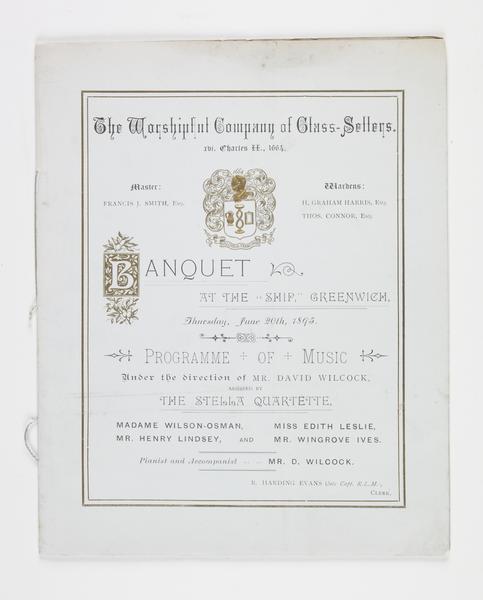 The Worshipful Company of Glass-Sellers.
xvi. Charles II., 1664.
Master:
FRANCIS J. SMITH, Esq.
Wardens:
H. GRAHAM HARRIS, Esq.
THOS. CONNOR, Esq.
BANQUET
AT THE "SHIP," GREENWICH,
Thursday, June 20th, 1895.
PROGRAMME OF MUSIC
Under the direction of MR. DAVID WILCOCK,
ASSISTED BY
THE STELLA QUARTETTE,
MADAME WILSON-OSMAN, MISS EDITH LESLIE,
MR. HENRY LINDSEY, AND MR. WINGROVE IVES.
Pianist and Accompanist .. .. MR. D. WILCOCK.
R. HARDING EVANS (late Capt. R.L.M.),
CLERK.